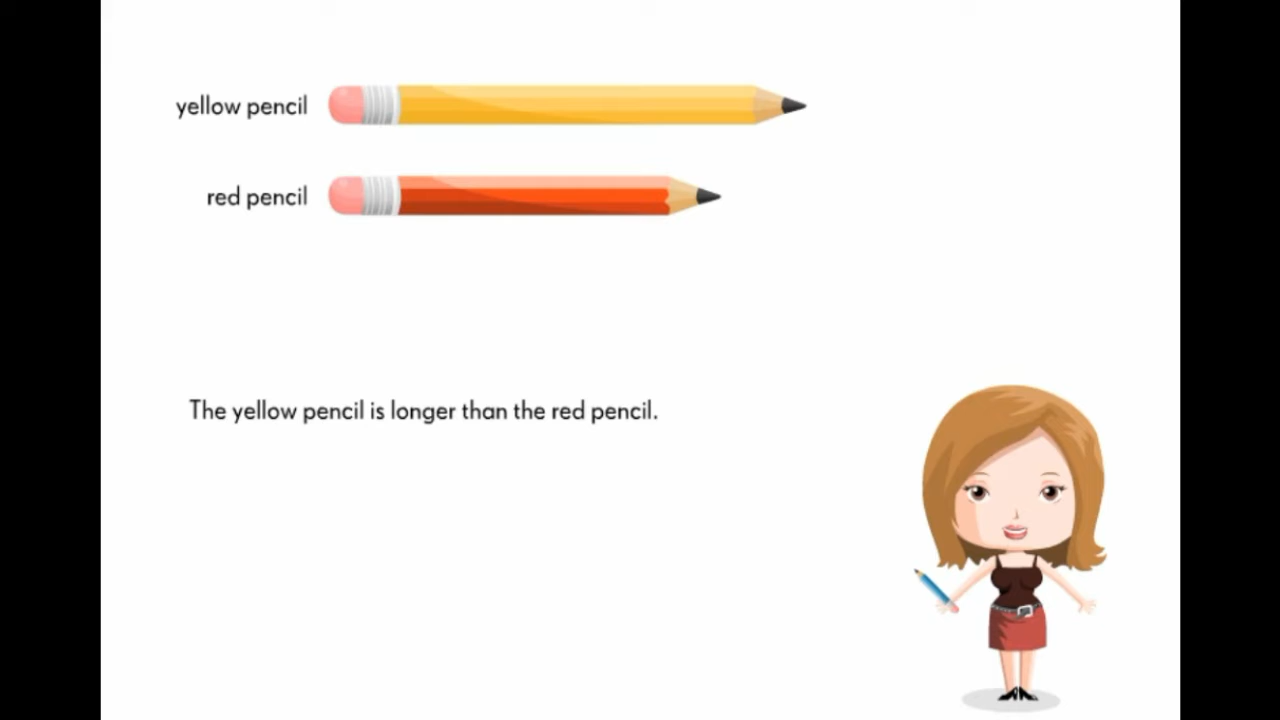 yellow pencil
red pencil
The yellow pencil is longer than the red pencil.